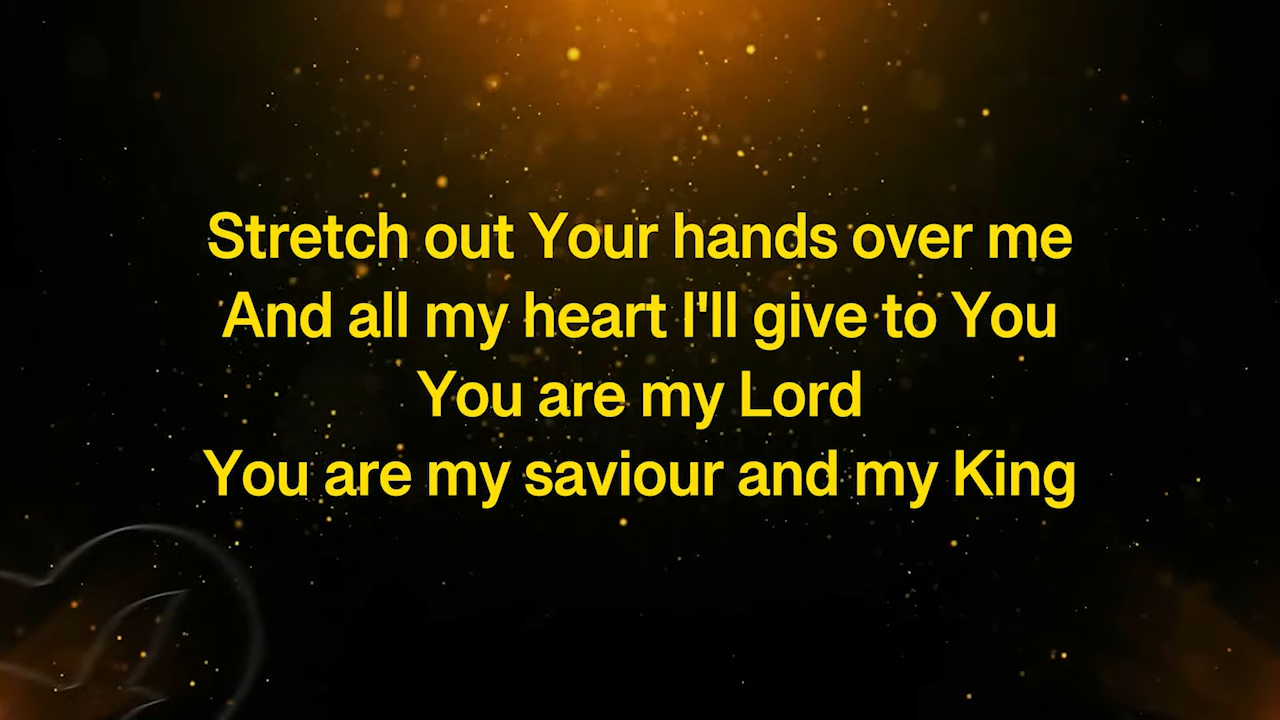 Stretch out Your hands over me
And all my heart I'll give to You
You are my Lord
You are my saviour and my King